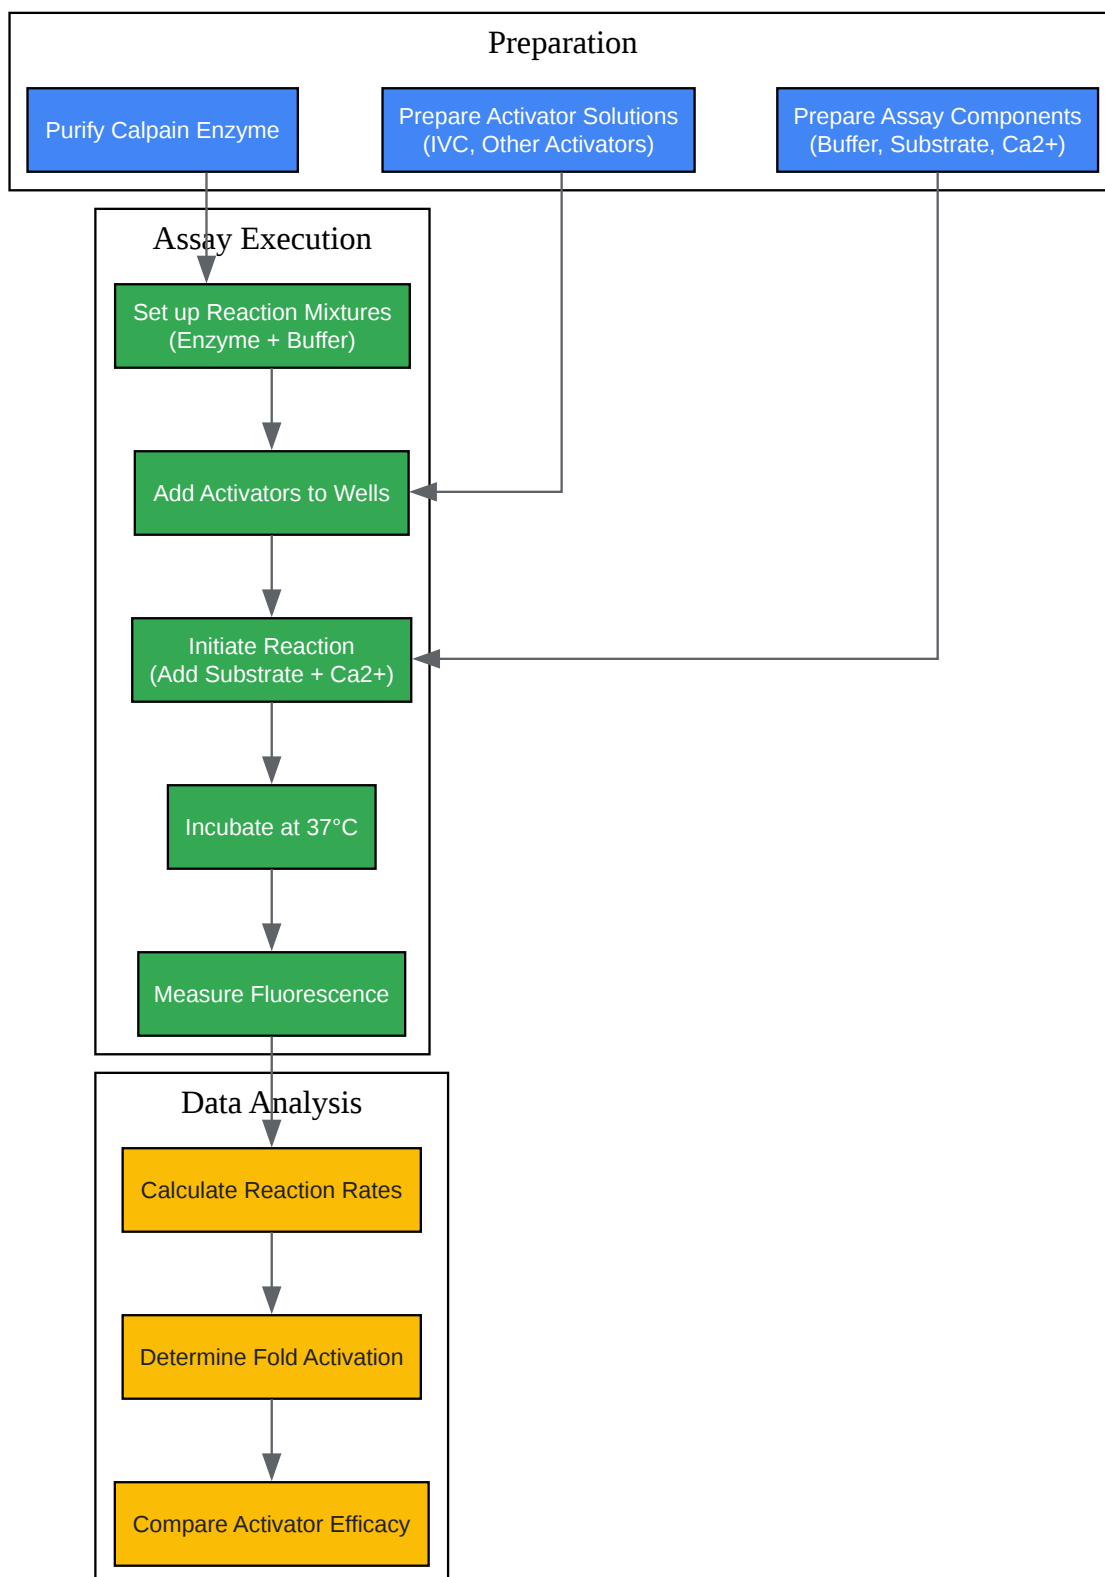 Preparation
Purify Calpain Enzyme
Prepare Activator Solutions
(IVC, Other Activators)
Prepare Assay Components
(Buffer, Substrate, Ca2+)
Assay Execution
Set up Reaction Mixtures
(Enzyme + Buffer)
Add Activators to Wells
Initiate Reaction
(Add Substrate + Ca2+)
Incubate at 37°C
Measure Fluorescence
Data Analysis
Calculate Reaction Rates
Determine Fold Activation
Compare Activator Efficacy